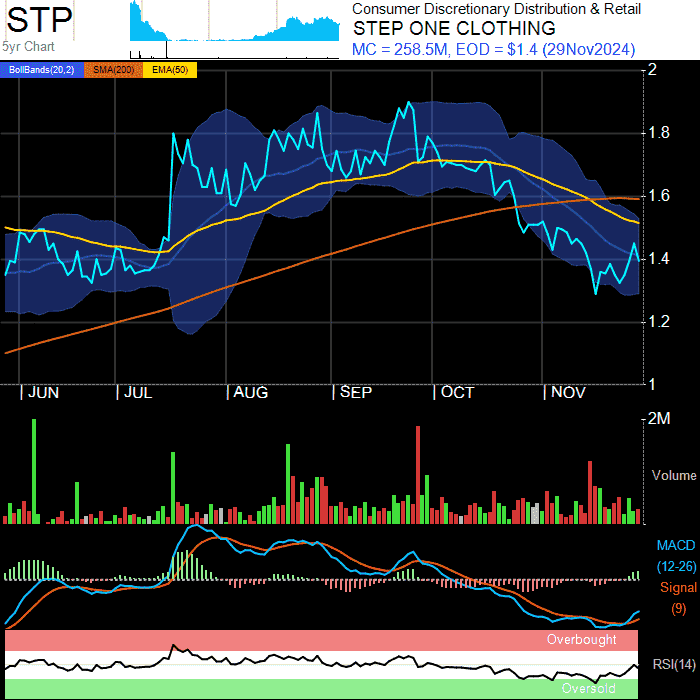 STP
5yr Chart
Consumer Discretionary Distribution & Retail
STEP ONE CLOTHING
MC = 258.5M, EOD = $1.4 (29Nov2024)
BollBands(20,2) SMA(200) EMA(50)
2
1.8
1.6
1.4
1.2
1
JUN JUL AUG SEP OCT NOV
2M
Volume
MACD
(12-26)
Signal
(9)
Overbought
RSI(14)
Oversold